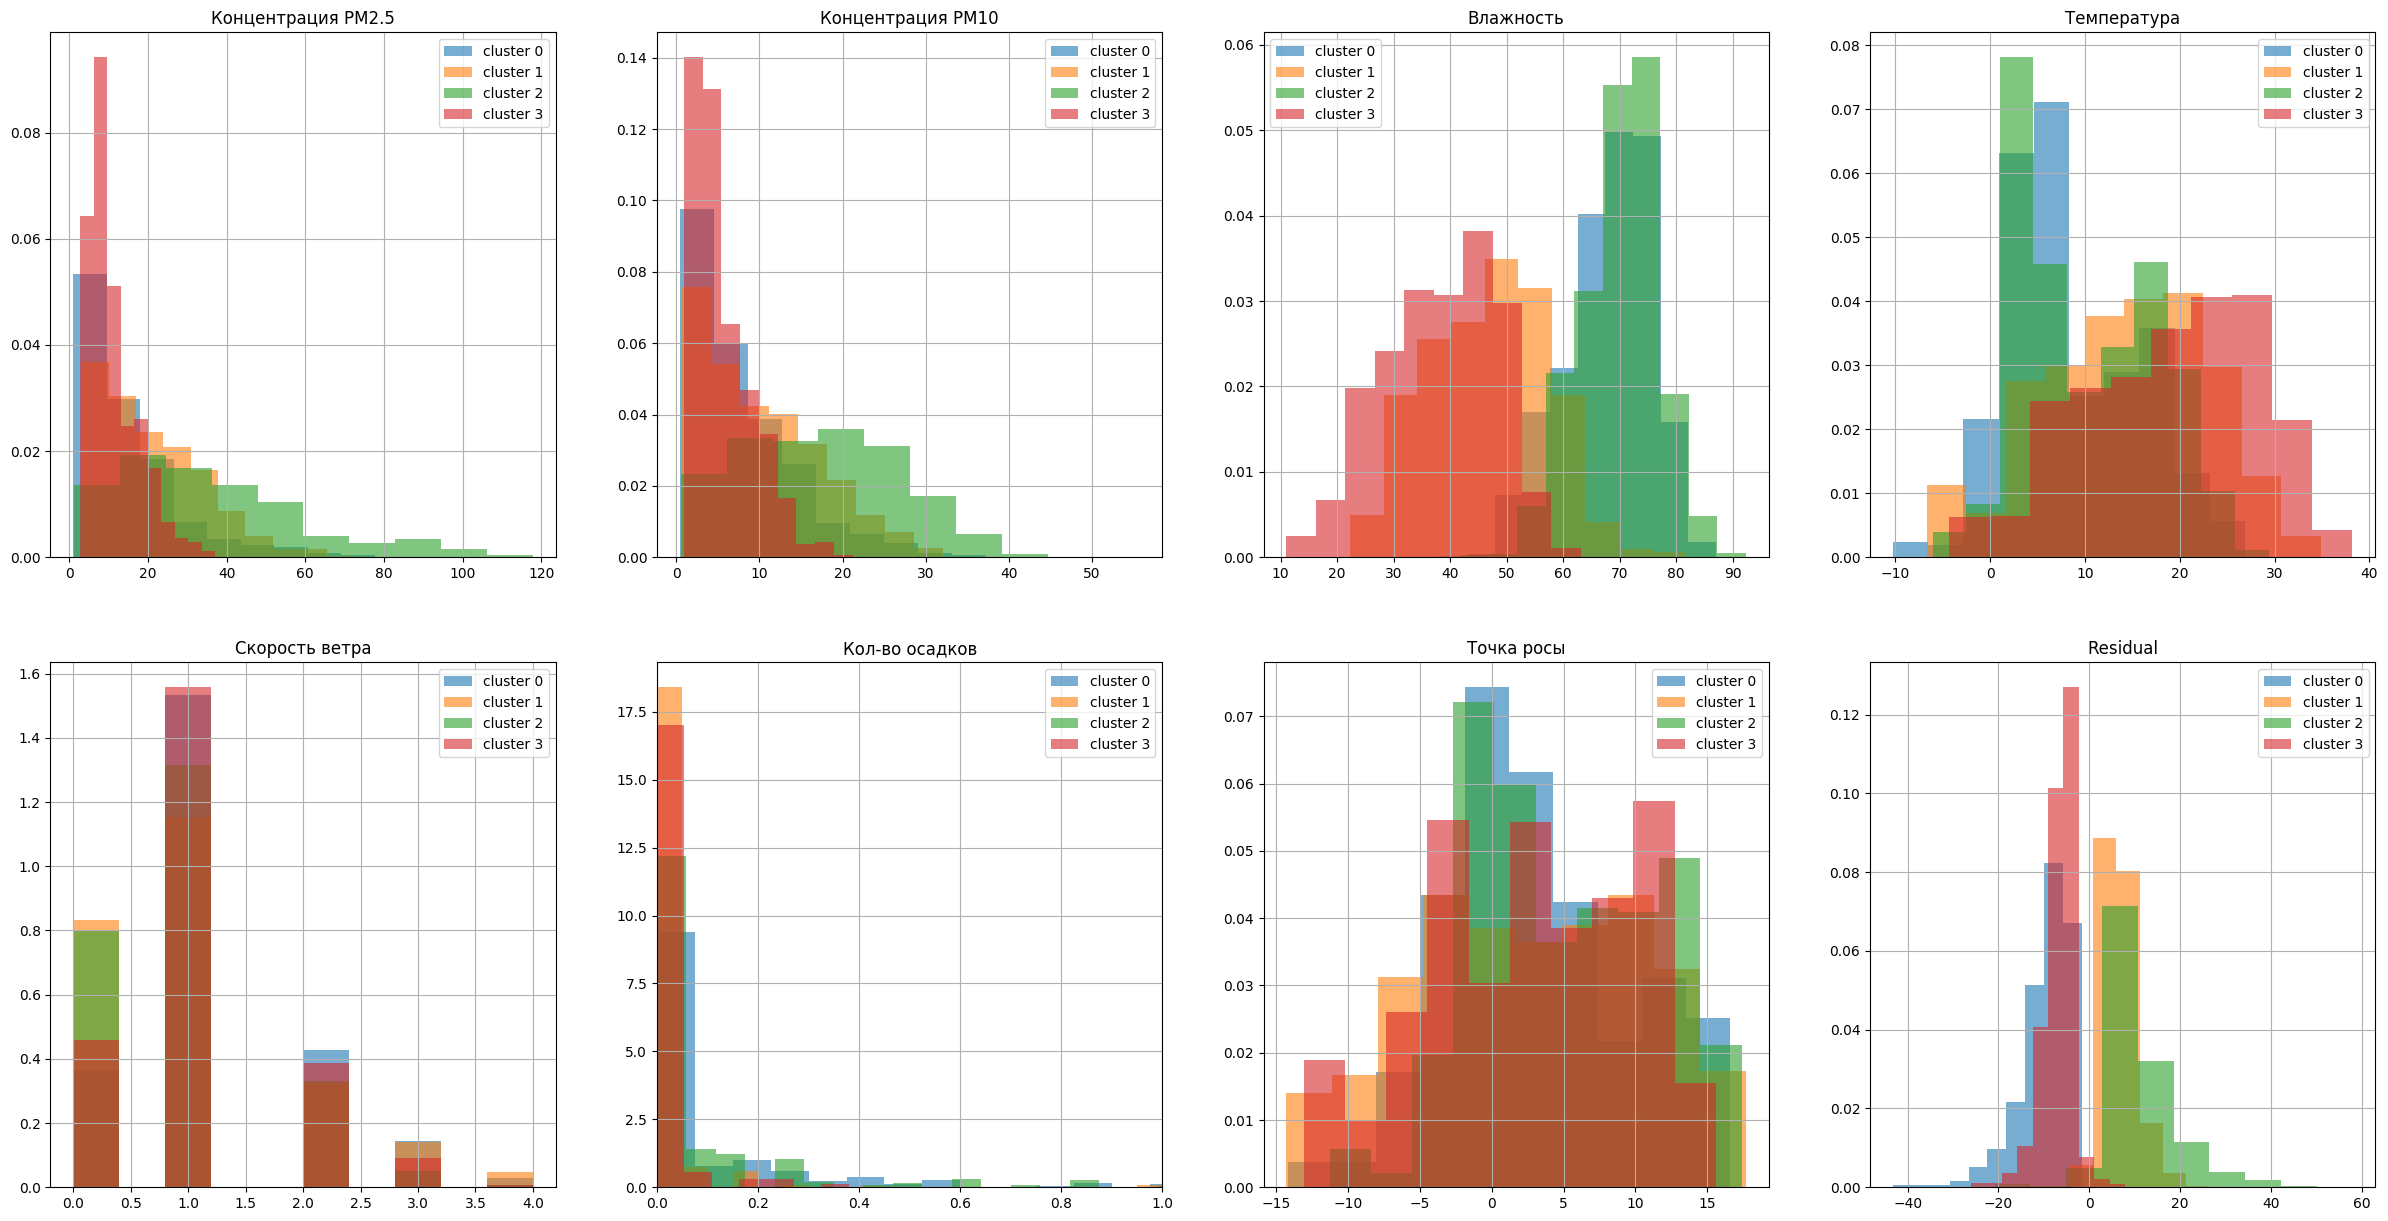 Концентрация PM2.5
cluster 0
cluster 1
cluster 2
cluster 3
0.08
0.06
0.04
0.02
0.00
0 20 40 60 80 100 120
Концентрация PM10
cluster 0
cluster 1
cluster 2
cluster 3
0.14
0.12
0.10
0.08
0.06
0.04
0.02
0.00
0 10 20 30 40 50
Влажность
cluster 0
cluster 1
cluster 2
cluster 3
0.06
0.05
0.04
0.03
0.02
0.01
0.00
10 20 30 40 50 60 70 80 90
Температура
cluster 0
cluster 1
cluster 2
cluster 3
0.08
0.07
0.06
0.05
0.04
0.03
0.02
0.01
0.00
−10 0 10 20 30 40
Скорость ветра
cluster 0
cluster 1
cluster 2
cluster 3
1.6
1.4
1.2
1.0
0.8
0.6
0.4
0.2
0.0
0.0 0.5 1.0 1.5 2.0 2.5 3.0 3.5 4.0
Кол-во осадков
cluster 0
cluster 1
cluster 2
cluster 3
17.5
15.0
12.5
10.0
7.5
5.0
2.5
0.0
0.0 0.2 0.4 0.6 0.8 1.0
Точка росы
cluster 0
cluster 1
cluster 2
cluster 3
0.07
0.06
0.05
0.04
0.03
0.02
0.01
0.00
−15 −10 −5 0 5 10 15
Residual
cluster 0
cluster 1
cluster 2
cluster 3
0.12
0.10
0.08
0.06
0.04
0.02
0.00
−40 −20 0 20 40 60